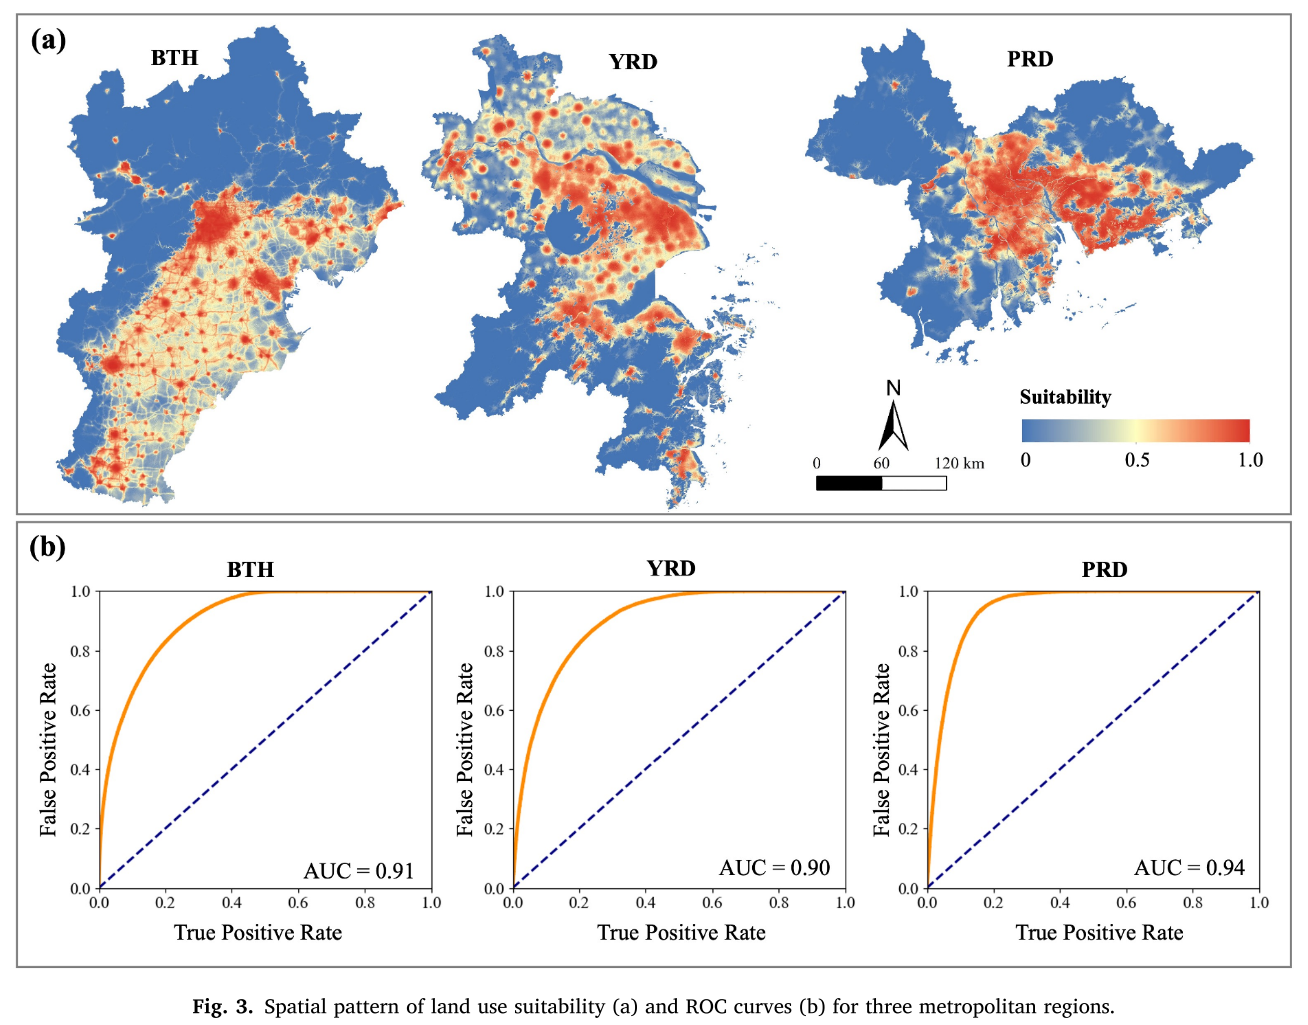 (a)
BTH
YRD
PRD
N
0 60 120 km
Suitability
0 0.5 1.0
(b)
BTH
1.0
0.8
0.6
0.4
0.2
0.0
False Positive Rate
AUC = 0.91
0.0 0.2 0.4 0.6 0.8 1.0
True Positive Rate
YRD
1.0
0.8
0.6
0.4
0.2
0.0
False Positive Rate
AUC = 0.90
0.0 0.2 0.4 0.6 0.8 1.0
True Positive Rate
PRD
1.0
0.8
0.6
0.4
0.2
0.0
False Positive Rate
AUC = 0.94
0.0 0.2 0.4 0.6 0.8 1.0
True Positive Rate
Fig. 3. Spatial pattern of land use suitability (a) and ROC curves (b) for three metropolitan regions.